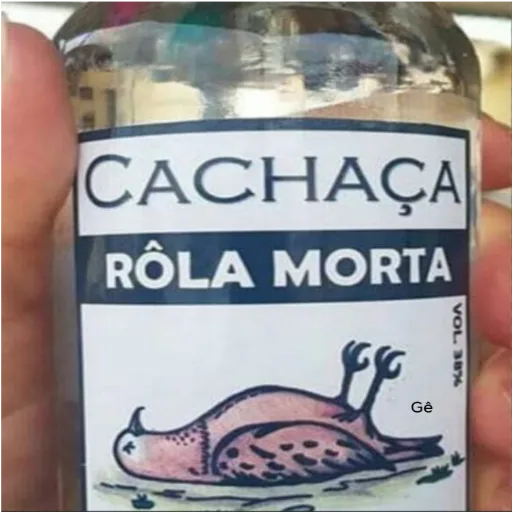 CACHAÇA
RÔLA MORTA
VOL. 38%
Gê